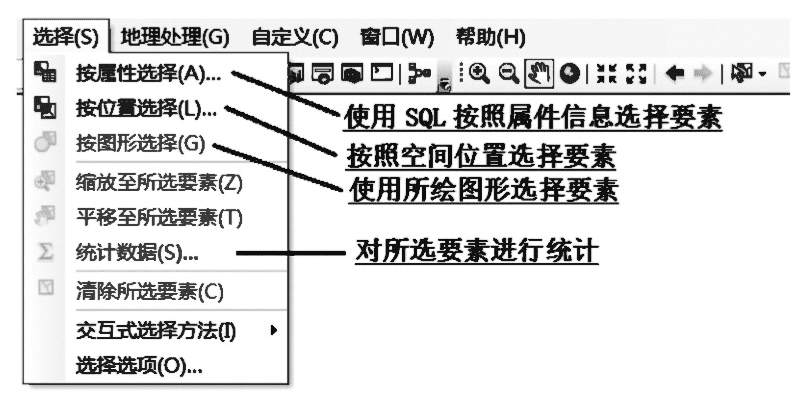 选择(S) 地理处理(G) 自定义(C) 窗口(W) 帮助(H)
按属性选择(A)...
使用 SQL 按照属件信息选择要素
按位置选择(L)...
按照空间位置选择要素
按图形选择(G)
使用所绘图形选择要素
缩放至所选要素(Z)
平移至所选要素(T)
统计数据(S)...
对所选要素进行统计
清除所选要素(C)
交互式选择方法(I)
选择选项(O)...